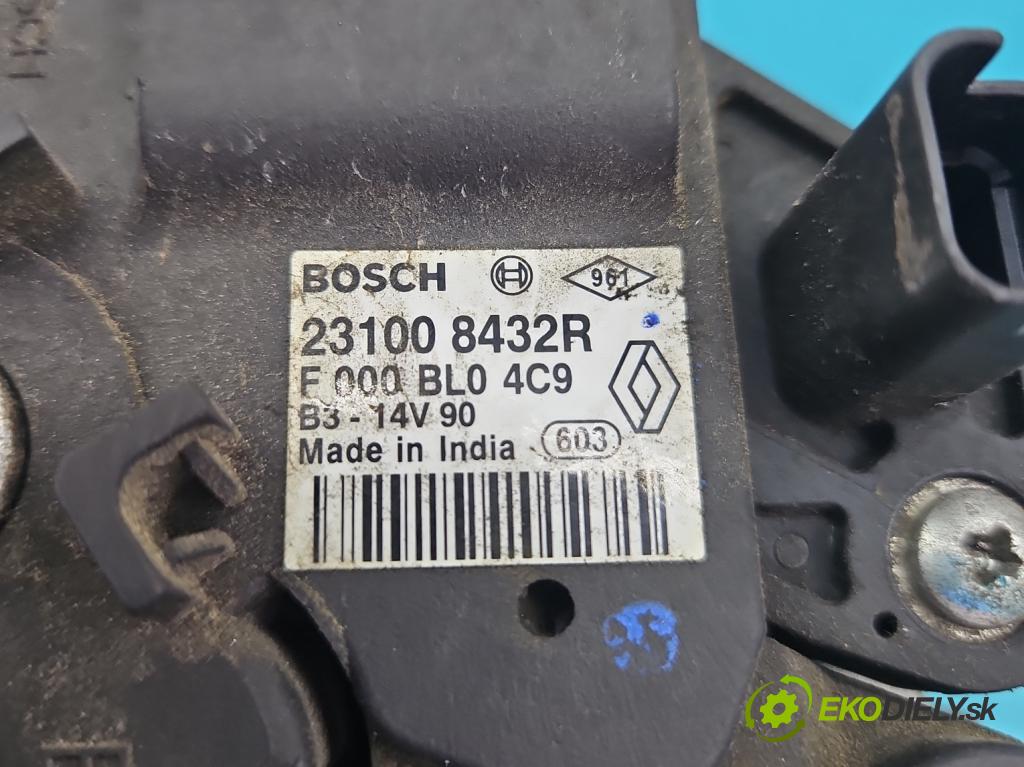 BOSCH 961
23100 8432R
F 000 BL0 4C9
B3 - 14V 90
Made in India 603
EKODIELY.sk